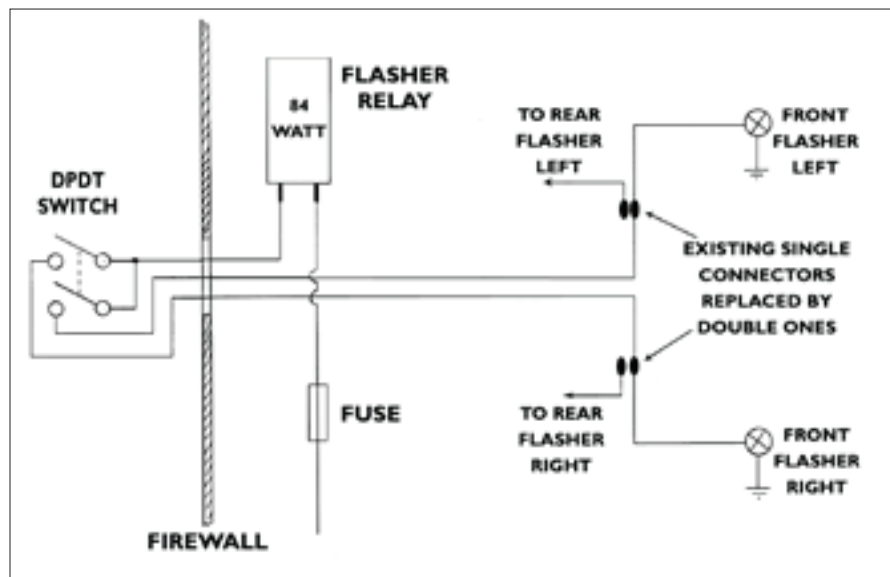 FLASHER
RELAY
84
WATT
TO REAR
FLASHER
LEFT
FRONT
FLASHER
LEFT
DPDT
SWITCH
EXISTING SINGLE
CONNECTORS
REPLACED BY
DOUBLE ONES
FUSE
TO REAR
FLASHER
RIGHT
FRONT
FLASHER
RIGHT
FIREWALL